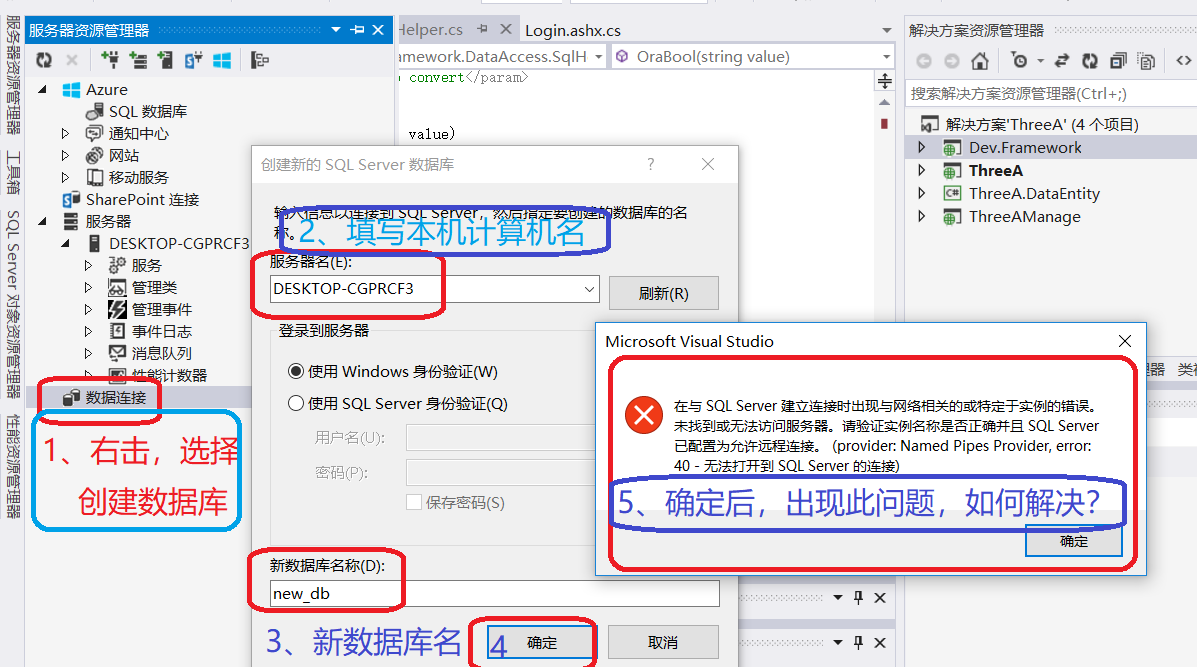 服务器资源管理器
服务器资源管理器
工具箱
SQL Server 对象资源管理器
性能资源管理器
Azure
SQL 数据库
通知中心
网站
移动服务
SharePoint 连接
服务器
DESKTOP-CGPRCF3
服务
管理类
管理事件
事件日志
消息队列
性能计数器
数据连接
1、右击，选择
创建数据库
Helper.cs
Login.ashx.cs
amework.DataAccess.SqlH
OraBool(string value)
convert</param>
value)
创建新的 SQL Server 数据库
?
输入信息以连接到 SQL Server，然后指定要创建的数据库的名
称。
2、填写本机计算机名
服务器名(E):
DESKTOP-CGPRCF3
刷新(R)
登录到服务器
使用 Windows 身份验证(W)
使用 SQL Server 身份验证(Q)
用户名(U):
密码(P):
保存密码(S)
新数据库名称(D):
new_db
3、新数据库名
4
确定
取消
Microsoft Visual Studio
在与 SQL Server 建立连接时出现与网络相关的或特定于实例的错误。
未找到或无法访问服务器。请验证实例名称是否正确并且 SQL Server
已配置为允许远程连接。 (provider: Named Pipes Provider, error:
40 - 无法打开到 SQL Server 的连接)
5、确定后，出现此问题，如何解决?
确定
解决方案资源管理器
搜索解决方案资源管理器(Ctrl+;)
解决方案'ThreeA' (4 个项目)
Dev.Framework
ThreeA
C# ThreeA.DataEntity
ThreeAManage
理器
类视